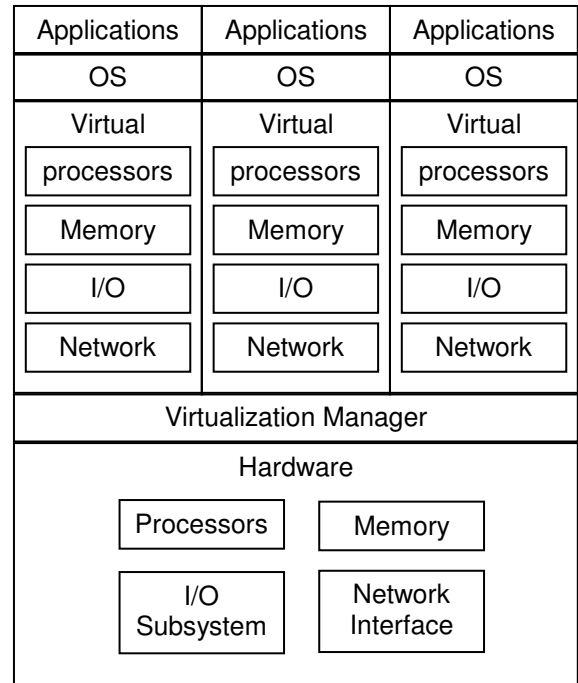 Applications Applications Applications
OS OS OS
Virtual Virtual Virtual
processors processors processors
Memory Memory Memory
I/O I/O I/O
Network Network Network
Virtualization Manager
Hardware
Processors Memory
I/O Network
Subsystem Interface